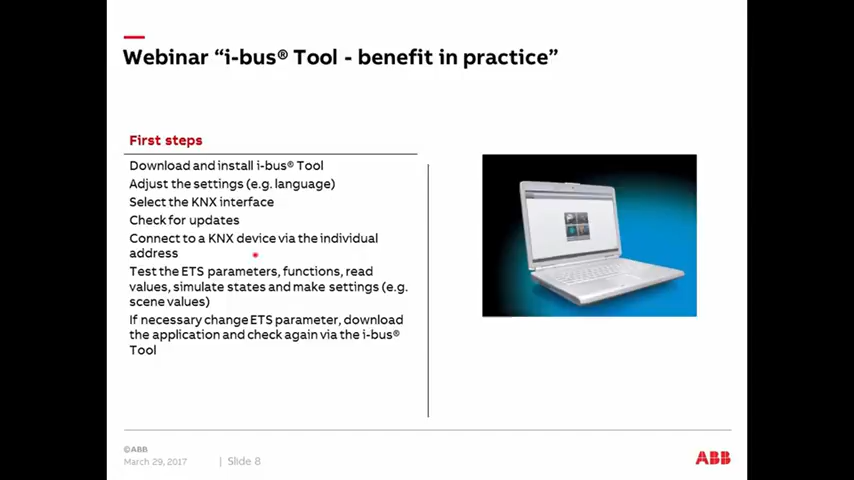 Webinar “i-bus® Tool - benefit in practice”
First steps
Download and install i-bus® Tool
Adjust the settings (e.g. language)
Select the KNX interface
Check for updates
Connect to a KNX device via the individual
address
Test the ETS parameters, functions, read
values, simulate states and make settings (e.g.
scene values)
If necessary change ETS parameter, download
the application and check again via the i-bus®
Tool
©ABB
March 29, 2017
| Slide 8
ABB